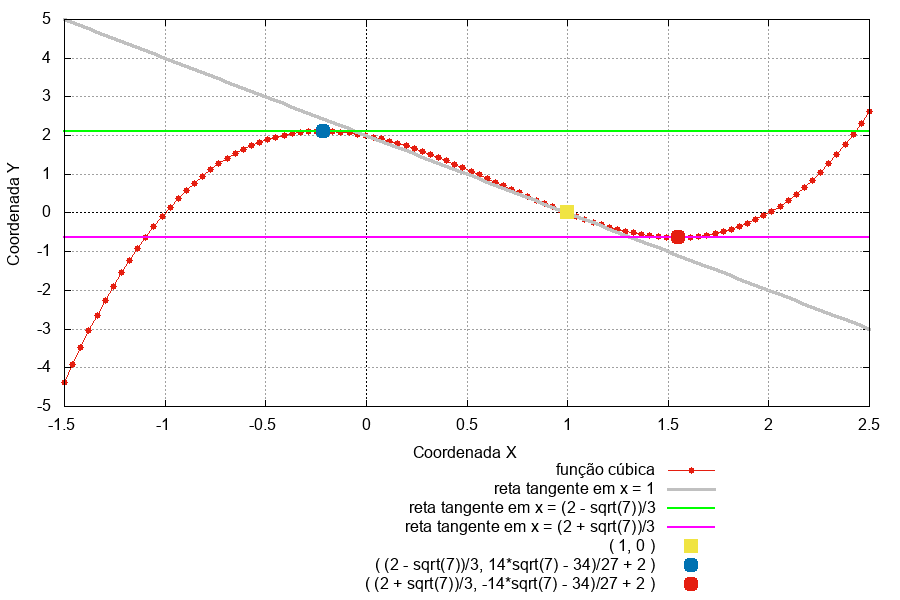 5
4
3
2
1
0
-1
-2
-3
-4
-5
Coordenada Y
-1.5 -1 -0.5 0 0.5 1 1.5 2 2.5
Coordenada X
função cúbica
reta tangente em x = 1
reta tangente em x = (2 - sqrt(7))/3
reta tangente em x = (2 + sqrt(7))/3
( 1, 0 )
( (2 - sqrt(7))/3, 14*sqrt(7) - 34)/27 + 2 )
( (2 + sqrt(7))/3, -14*sqrt(7) - 34)/27 + 2 )